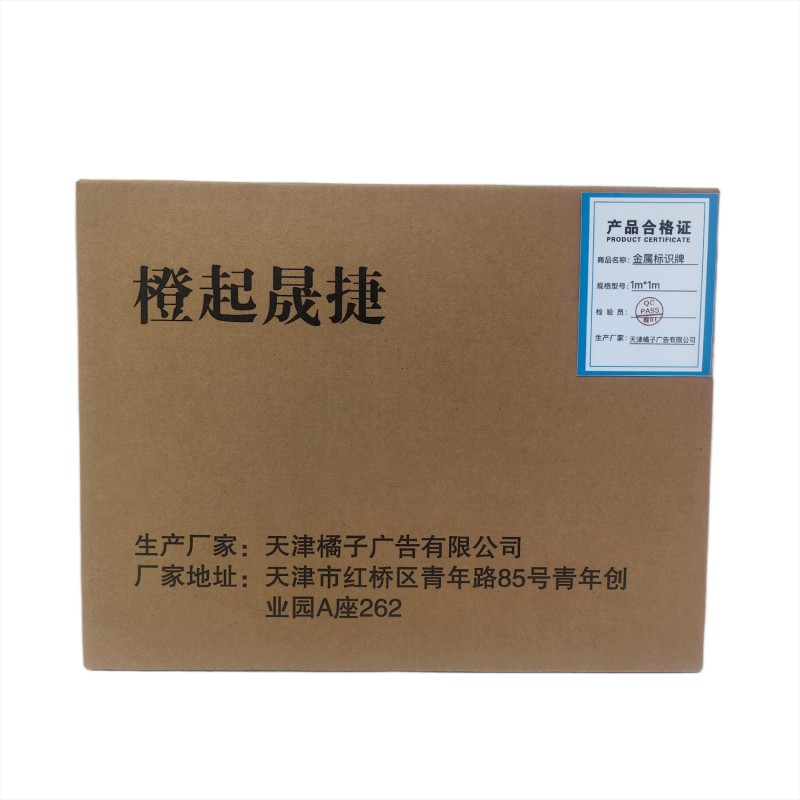 橙起晟捷
产品合格证
PRODUCT CERTIFICATE
商品名称：金属标识牌
规格型号：1m*1m
检验员：QC
PASS
检01
生产厂家：天津橘子广告有限公司
生产厂家：天津橘子广告有限公司
厂家地址：天津市红桥区青年路85号青年创
业园A座262